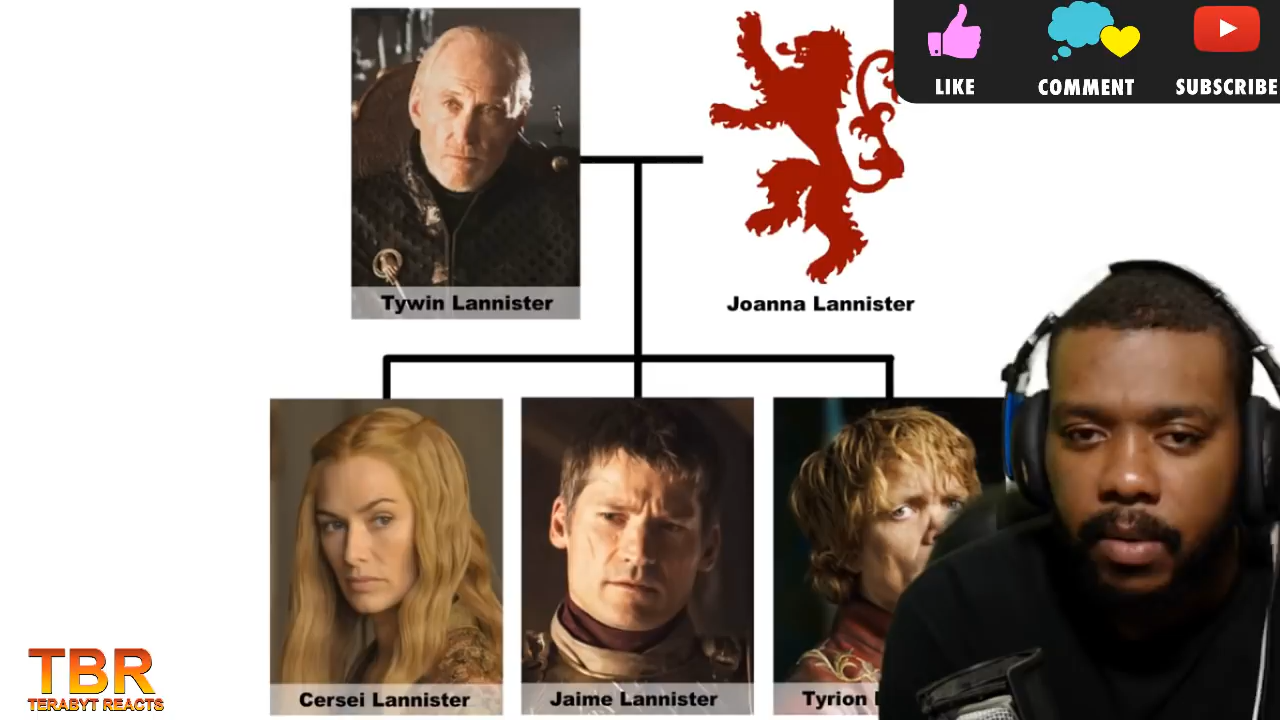 LIKE
COMMENT
SUBSCRIBE
Tywin Lannister
Joanna Lannister
Cersei Lannister
Jaime Lannister
Tyrion
TBR
TERABYT REACTS